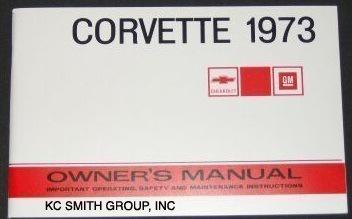 CORVETTE 1973
CHEVROLET
GM
OWNER'S MANUAL
IMPORTANT OPERATING, SAFETY AND MAINTENANCE INSTRUCTIONS
KC SMITH GROUP, INC